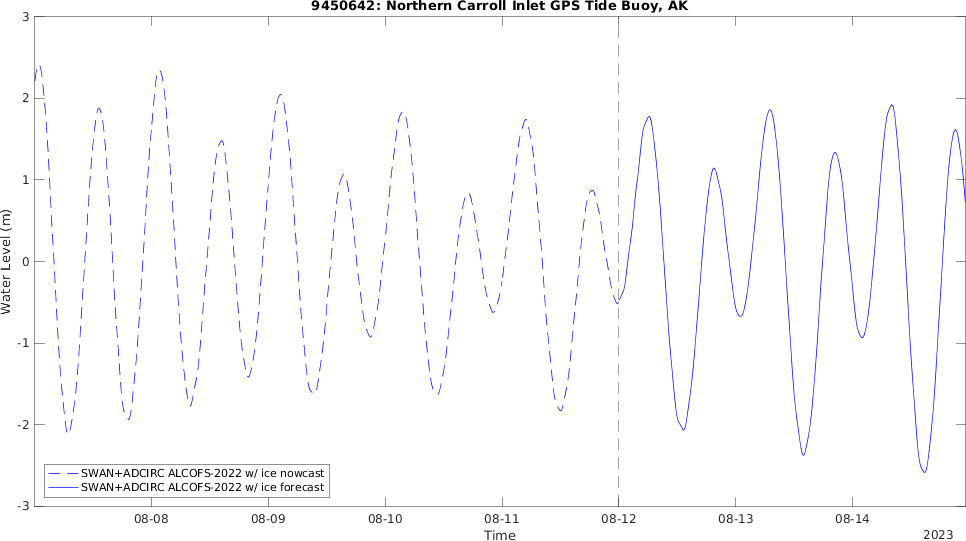 9450642: Northern Carroll Inlet GPS Tide Buoy, AK
3
2
1
0
-1
-2
-3
Water Level (m)
SWAN+ADCIRC ALCOFS-2022 w/ ice nowcast
SWAN+ADCIRC ALCOFS-2022 w/ ice forecast
08-08 08-09 08-10 08-11 08-12 08-13 08-14
Time
2023